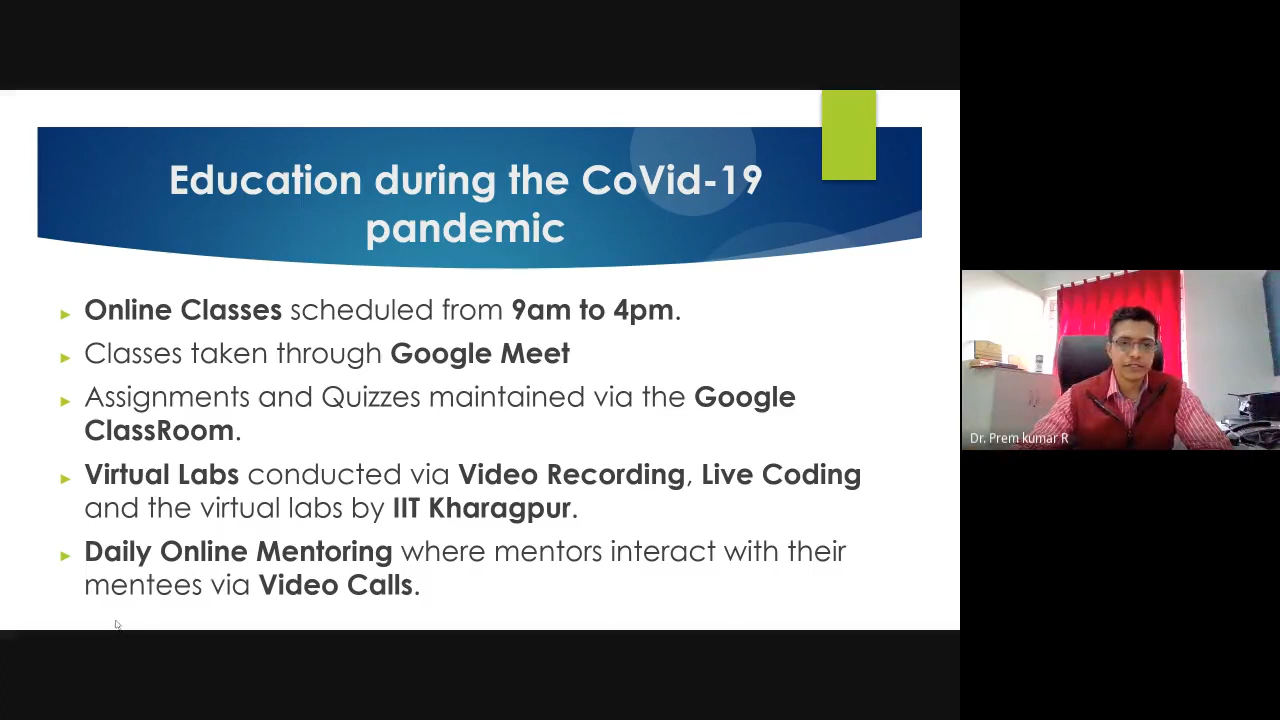 Education during the CoVid-19
pandemic
Online Classes scheduled from 9am to 4pm.
Classes taken through Google Meet
Assignments and Quizzes maintained via the Google
ClassRoom.
Virtual Labs conducted via Video Recording, Live Coding
and the virtual labs by IIT Kharagpur.
Daily Online Mentoring where mentors interact with their
mentees via Video Calls.
Dr. Prem kumar R